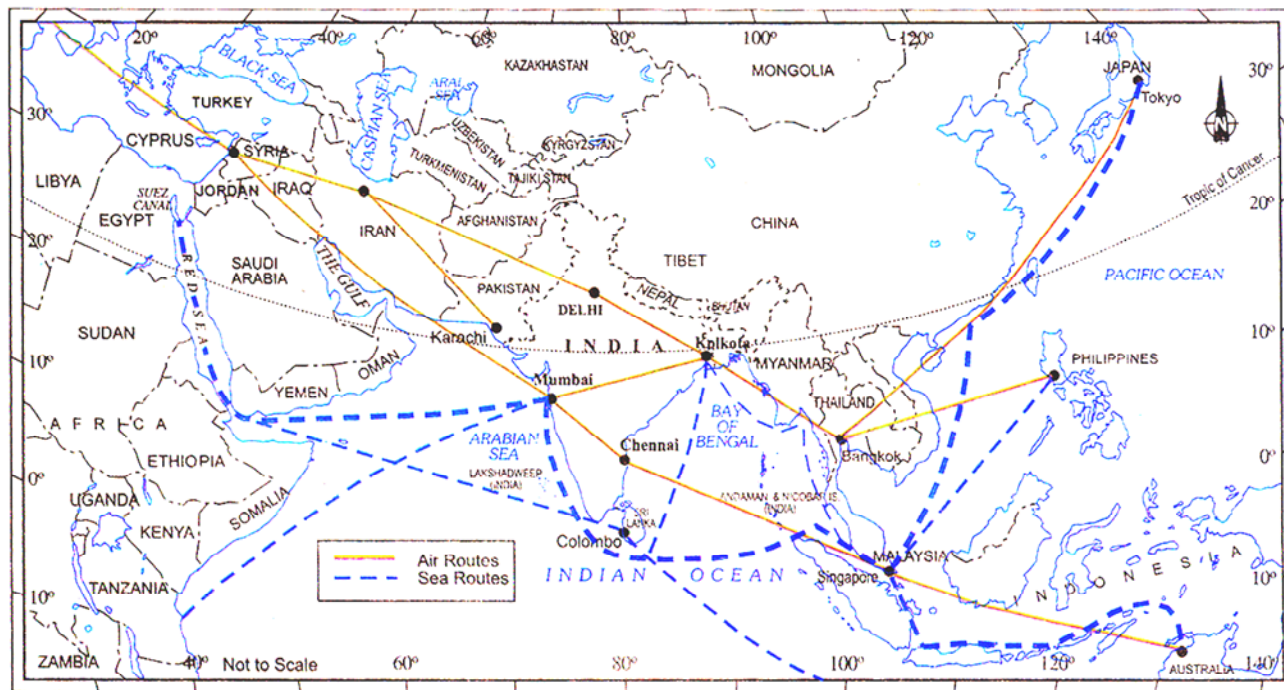 20° 40° 60° 80° 100° 120° 140°
BLACK SEA
KAZAKHASTAN
MONGOLIA
JAPAN
30°
ARAL SEA
Tokyo
TURKEY
CASPIAN SEA
N
30°
UZBEKISTAN
KYRGYZSTAN
CYPRUS
SYRIA
TURKMENISTAN
TAJIKISTAN
Tropic of Cancer
LIBYA
SUEZ CANAL
JORDAN
IRAQ
20°
EGYPT
AFGHANISTAN
CHINA
IRAN
20°
TIBET
SAUDI ARABIA
THE GULF
PACIFIC OCEAN
RED SEA
PAKISTAN
NEPAL
BHUTAN
DELHI
SUDAN
Karachi
INDIA
Kolkota
10°
OMAN
MYANMAR
PHILIPPINES
10°
YEMEN
Mumbai
THAILAND
AFRICA
BAY OF BENGAL
ARABIAN SEA
Chennai
Bangkok
0°
ETHIOPIA
LAKSHADWEEP (INDIA)
0°
UGANDA
SOMALIA
ANDAMAN & NICOBAR IS. (INDIA)
KENYA
SRI LANKA
Colombo
Air Routes
MALAYSIA
Sea Routes
INDIAN OCEAN
Singapore
INDONESIA
10°
TANZANIA
10°
ZAMBIA
40°
Not to Scale
60° 80° 100° 120°
AUSTRALIA